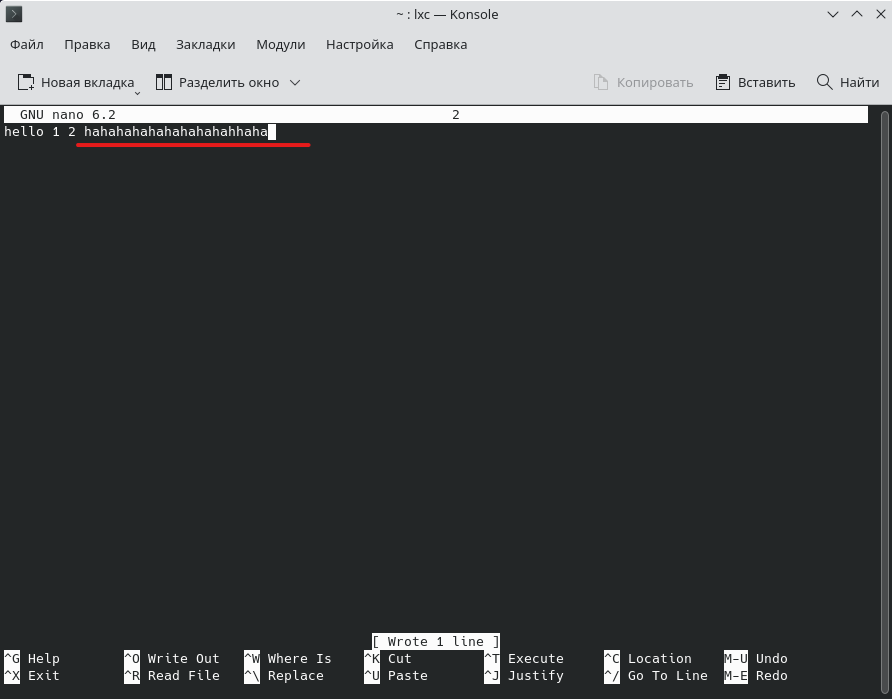 ~ : lxc — Konsole
Файл Правка Вид Закладки Модули Настройка Справка
Новая вкладка Разделить окно Копировать Вставить Найти
GNU nano 6.2 2
hello 1 2 hahahahahahahahahahhaha
[ Wrote 1 line ]
^G Help ^O Write Out ^W Where Is ^K Cut ^T Execute ^C Location M-U Undo
^X Exit ^R Read File ^\ Replace ^U Paste ^J Justify ^/ Go To Line M-E Redo